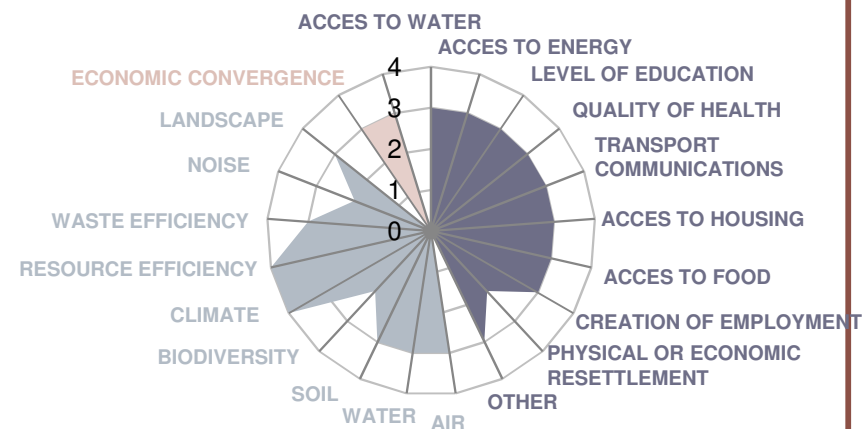 ACCES TO WATER
ACCES TO ENERGY
LEVEL OF EDUCATION
QUALITY OF HEALTH
TRANSPORT
COMMUNICATIONS
ACCES TO HOUSING
ACCES TO FOOD
CREATION OF EMPLOYMENT
PHYSICAL OR ECONOMIC
RESETTLEMENT
OTHER
AIR
WATER
SOIL
BIODIVERSITY
CLIMATE
RESOURCE EFFICIENCY
WASTE EFFICIENCY
NOISE
LANDSCAPE
ECONOMIC CONVERGENCE
4
3
2
1
0